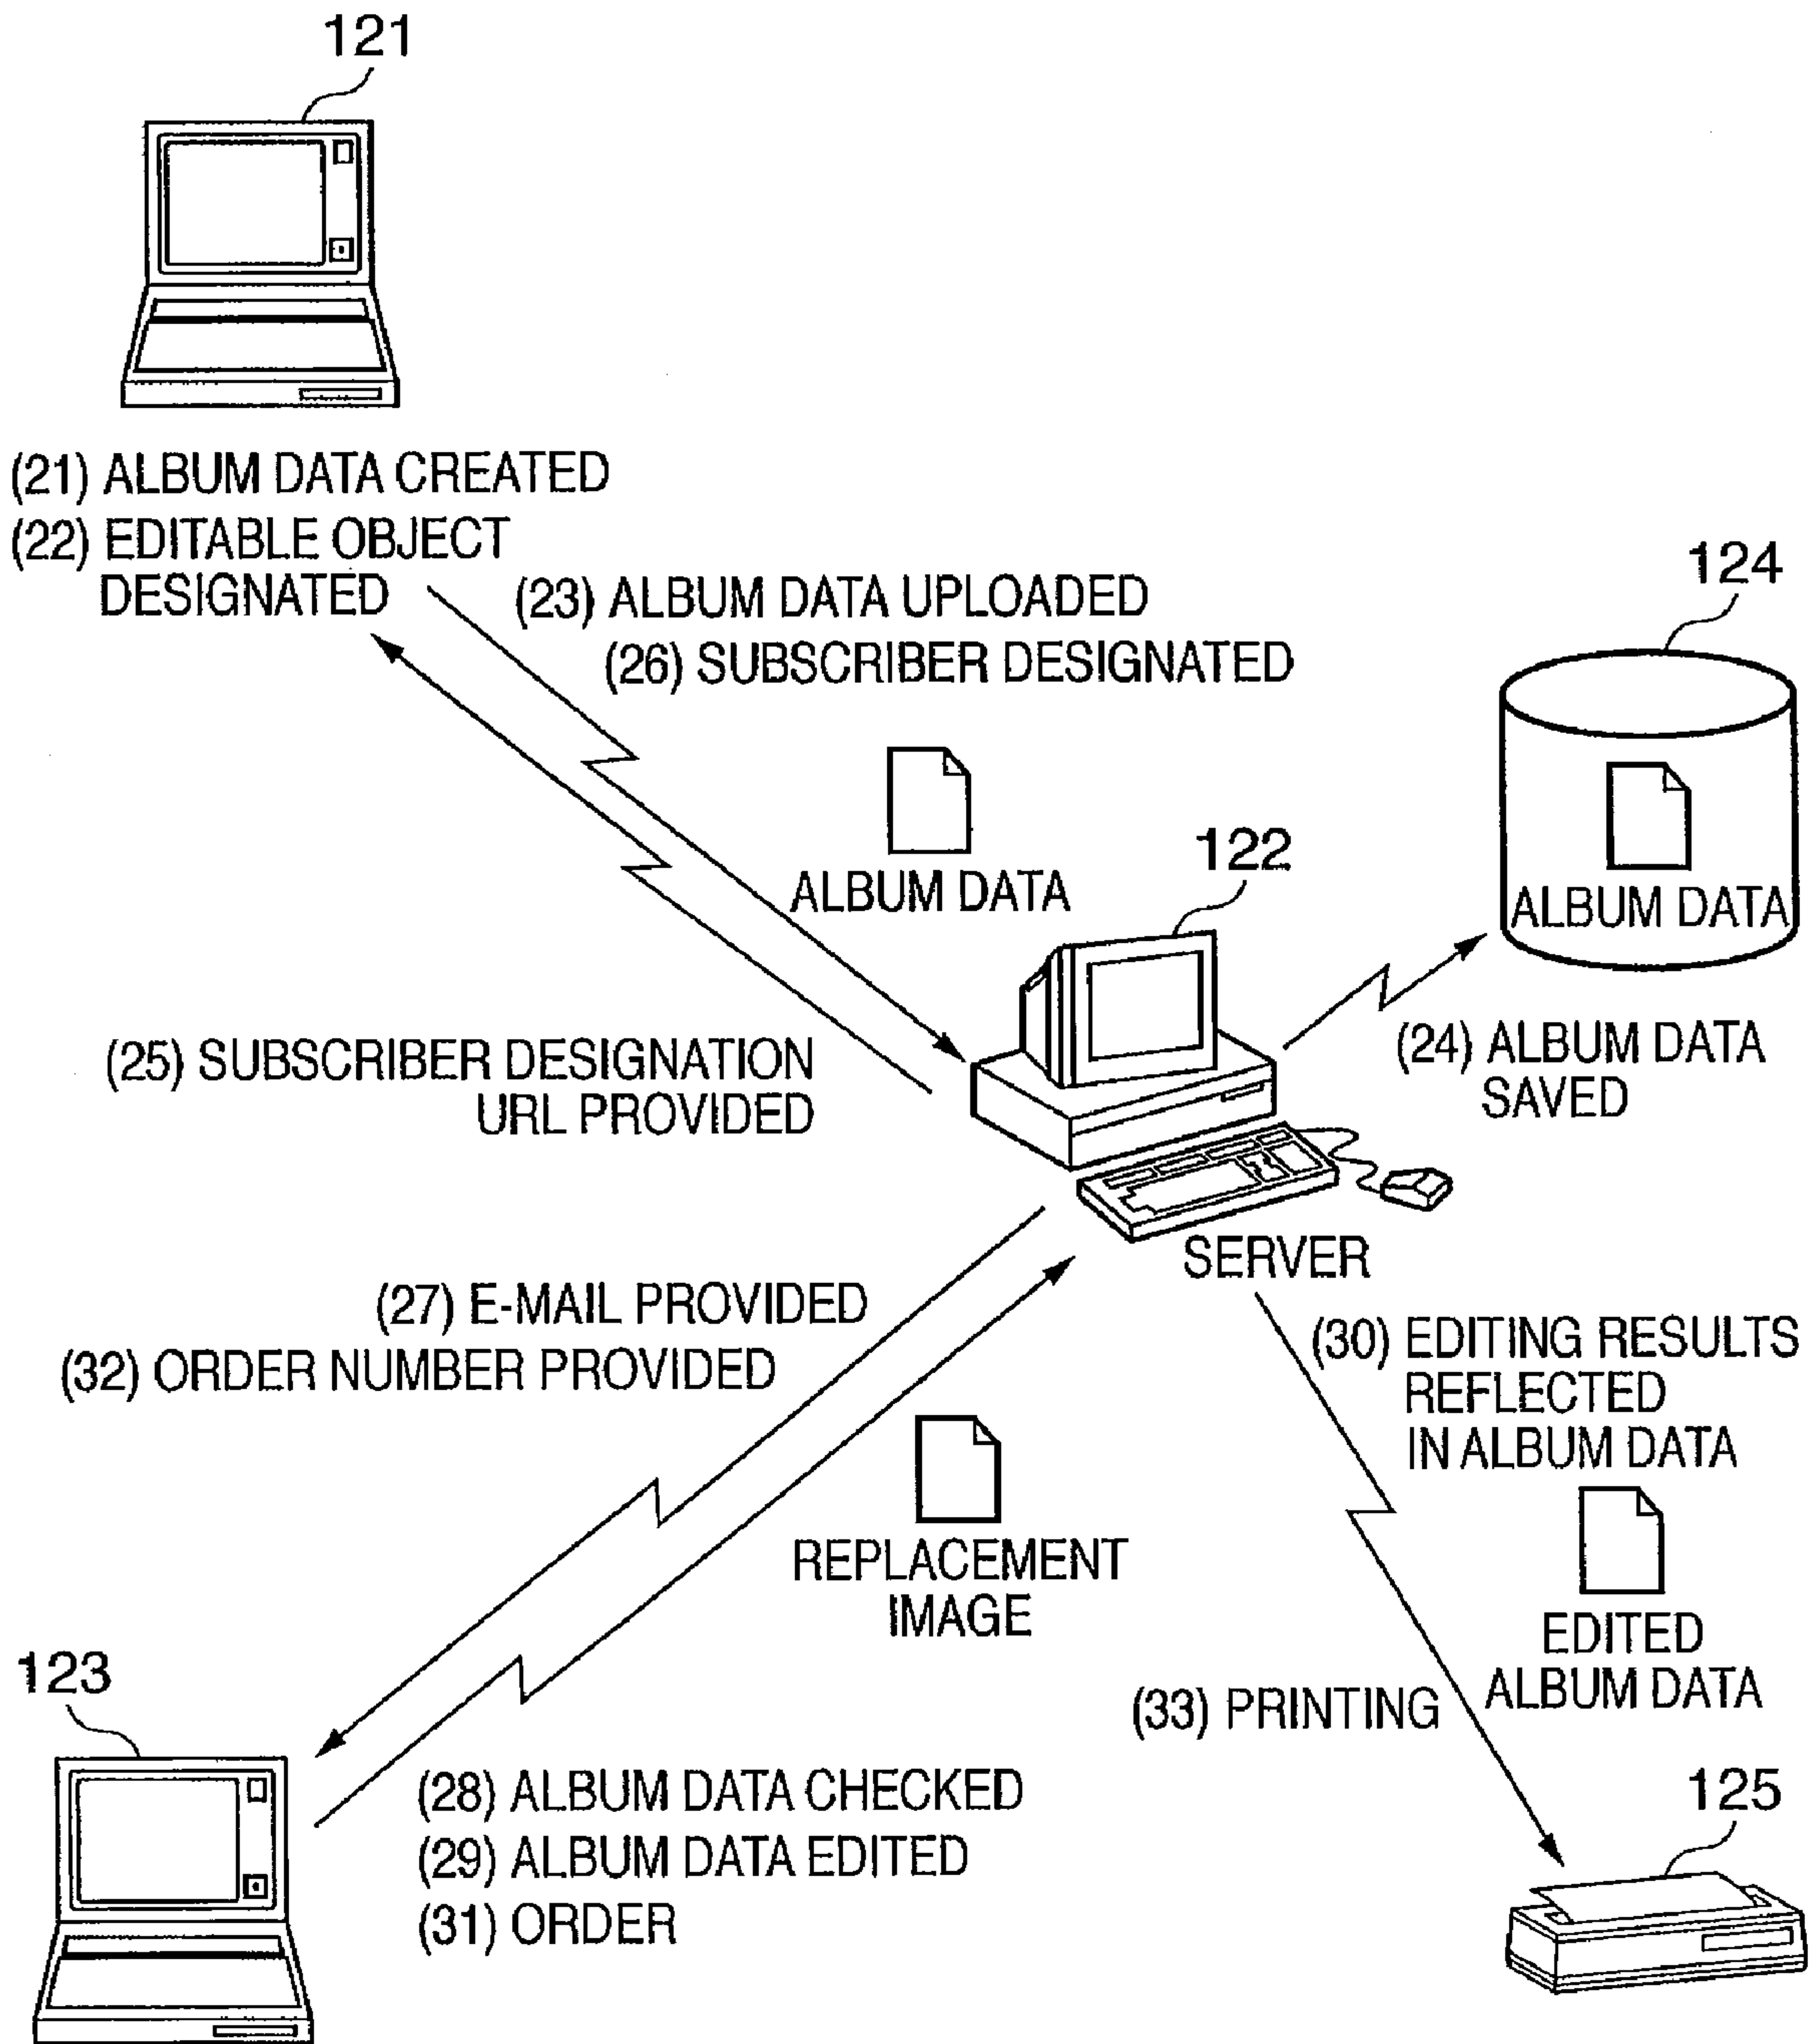 121
(21) ALBUM DATA CREATED
(22) EDITABLE OBJECT
DESIGNATED
(23) ALBUM DATA UPLOADED
(26) SUBSCRIBER DESIGNATED
124
ALBUM DATA
122
ALBUM DATA
(25) SUBSCRIBER DESIGNATION
URL PROVIDED
(24) ALBUM DATA
SAVED
SERVER
(27) E-MAIL PROVIDED
(32) ORDER NUMBER PROVIDED
(30) EDITING RESULTS
REFLECTED
IN ALBUM DATA
REPLACEMENT
IMAGE
EDITED
ALBUM DATA
123
(33) PRINTING
(28) ALBUM DATA CHECKED
(29) ALBUM DATA EDITED
(31) ORDER
125